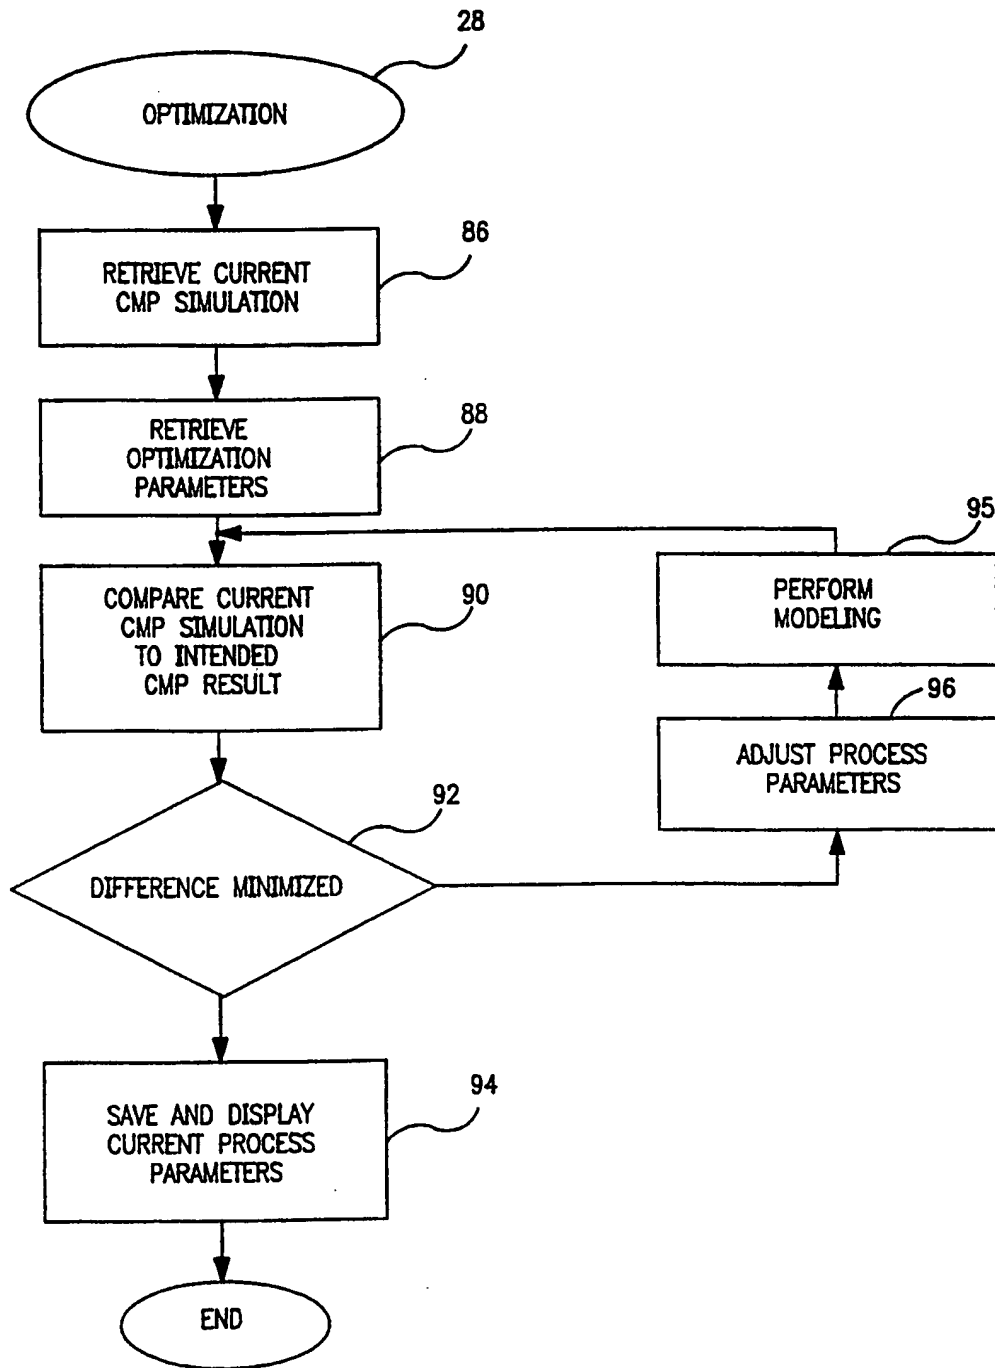 28
OPTIMIZATION
86
RETRIEVE CURRENT
CMP SIMULATION
88
RETRIEVE
OPTIMIZATION
PARAMETERS
95
PERFORM
MODELING
COMPARE CURRENT
CMP SIMULATION
TO INTENDED
CMP RESULT
90
96
ADJUST PROCESS
PARAMETERS
92
DIFFERENCE MINIMIZED
94
SAVE AND DISPLAY
CURRENT PROCESS
PARAMETERS
END